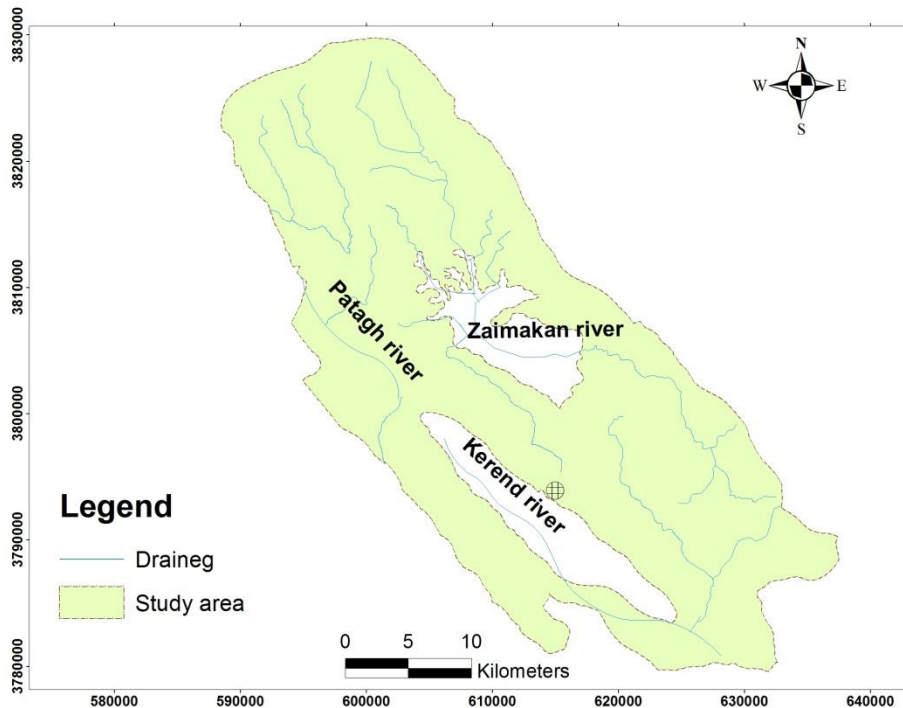 3830000
3820000
3810000
3800000
3790000
3780000
N
W E
S
Patagh river
Zaimakan river
Kerend river
Legend
Draineg
Study area
0 5 10
Kilometers
580000 590000 600000 610000 620000 630000 640000